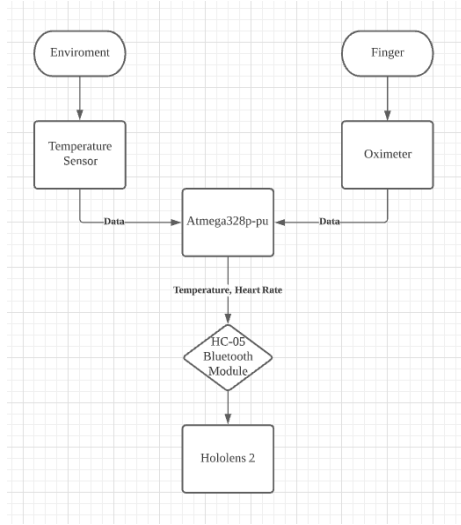 Enviroment
Finger
Temperature
Sensor
Oximeter
Data
Atmega328p-pu
Data
Temperature, Heart Rate
HC-05
Bluetooth
Module
Hololens 2